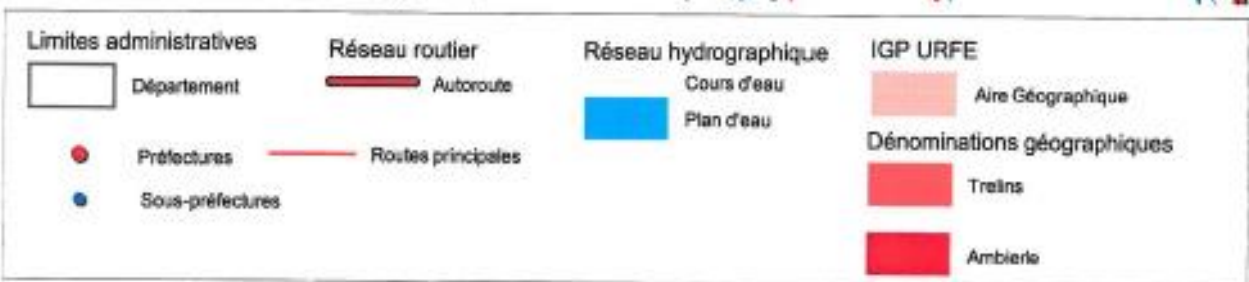 Limites administratives
Département
Préfectures
Sous-préfectures
Réseau routier
Autoroute
Routes principales
Réseau hydrographique
Cours d'eau
Plan d'eau
IGP URFE
Aire Géographique
Dénominations géographiques
Trelins
Ambierle